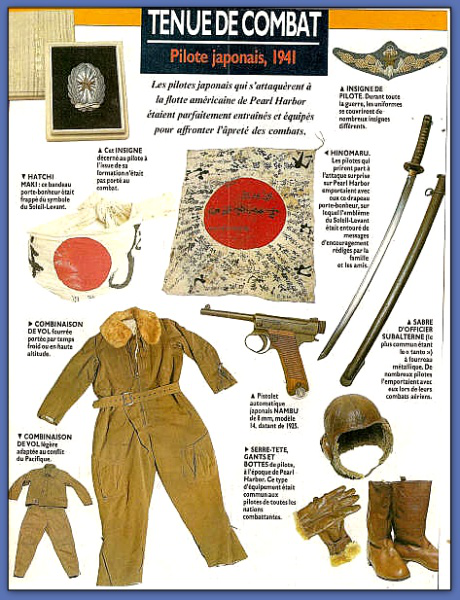 TENUE DE COMBAT
Pilote japonais, 1941
Les pilotes japonais qui s'attaquèrent à
la flotte américaine de Pearl Harbor
étaient parfaitement entraînés et équipés
pour affronter l'âpreté des combats.
▲ INSIGNE DE
PILOTE. Durant toute
la guerre, les uniformes
se couvrirent de
nombreux insignes
différents.
▲ Cet INSIGNE
décerné au pilote à
l'issue de sa
formation n'était
pas porté au
combat.
▼ HATCHI
MAKI : ce bandeau
porte-bonheur était
frappé du symbole
du Soleil-Levant.
◀ HINOMARU.
Les pilotes qui
prirent part à
l'attaque surprise
sur Pearl Harbor
emportaient avec
eux ce drapeau
porte-bonheur, sur
lequel l'emblème
du Soleil-Levant
était entouré de
messages
d'encouragement
rédigés par la
famille
et les amis.
▲ SABRE
D'OFFICIER
SUBALTERNE (le
plus commun étant
le « tanto »)
à fourreau
métallique. De
nombreux pilotes
l'emportaient avec
eux lors de leurs
combats aériens.
▶ COMBINAISON
DE VOL fourrée
portée par temps
froid ou en haute
altitude.
▲ Pistolet
automatique
japonais NAMBU
de 8 mm, modèle
14, datant de 1925.
▼ COMBINAISON
DE VOL légère
adaptée au conflit
du Pacifique.
▶ SERRE-TETE,
GANTS ET
BOTTES de pilote,
à l'époque de Pearl
Harbor. Ce type
d'équipement était
commun aux
pilotes de toutes les
nations
combattantes.